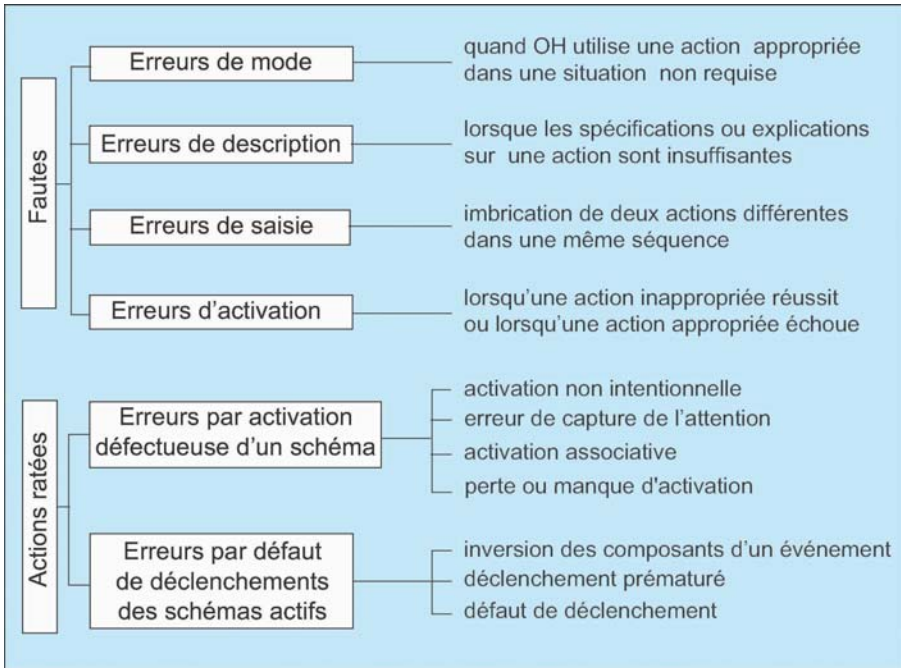 Fautes
Erreurs de mode
quand OH utilise une action appropriée
dans une situation non requise
Erreurs de description
lorsque les spécifications ou explications
sur une action sont insuffisantes
Erreurs de saisie
imbrication de deux actions différentes
dans une même séquence
Erreurs d'activation
lorsqu'une action inappropriée réussit
ou lorsqu'une action appropriée échoue
Actions ratées
Erreurs par activation
défectueuse d'un schéma
activation non intentionnelle
erreur de capture de l'attention
activation associative
perte ou manque d'activation
Erreurs par défaut
de déclenchements
des schémas actifs
inversion des composants d'un événement
déclenchement prématuré
défaut de déclenchement